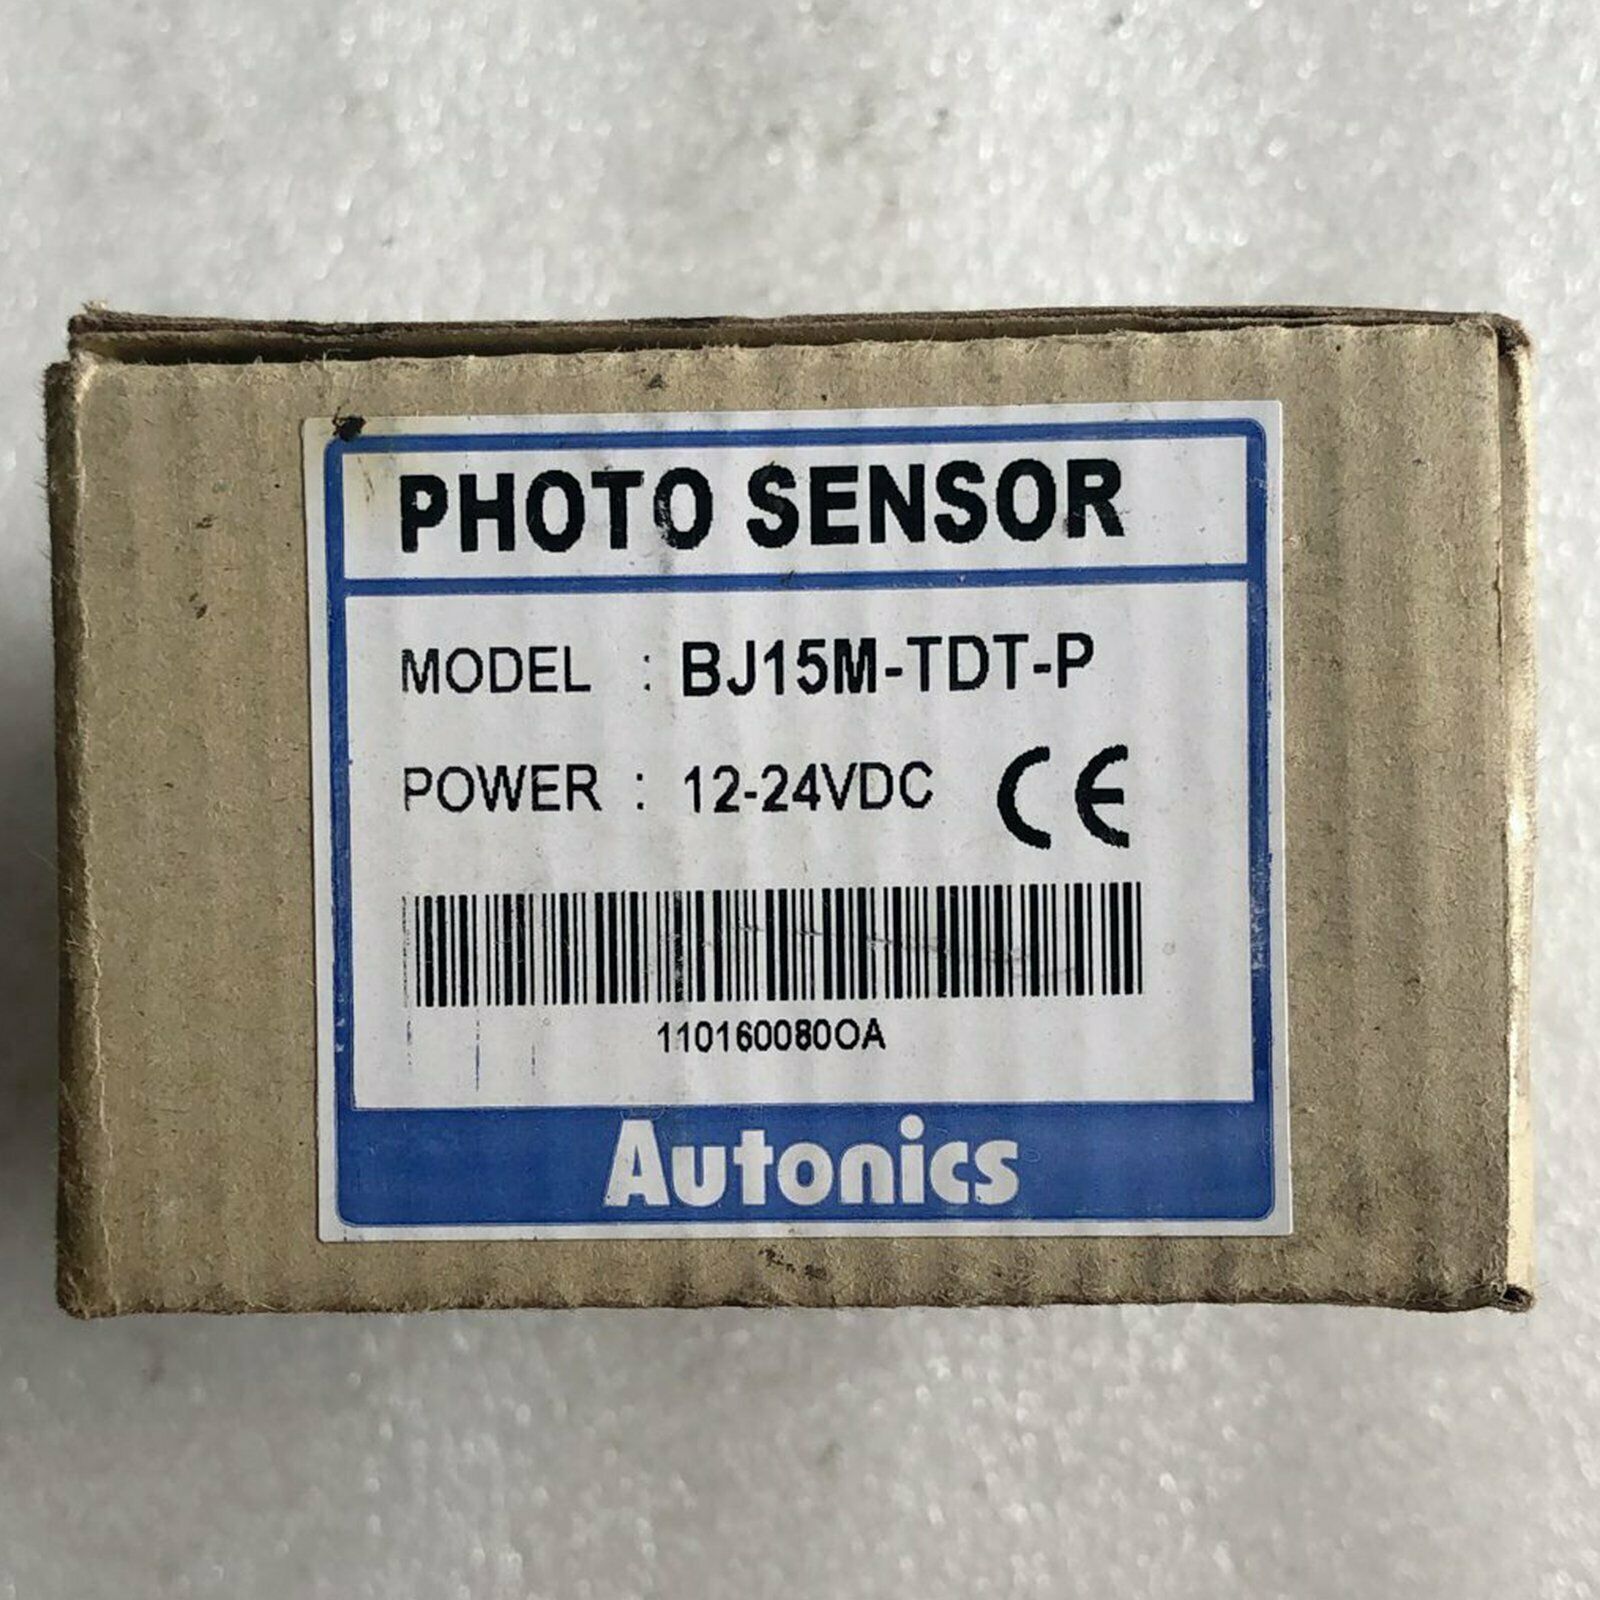 PHOTO SENSOR
MODEL : BJ15M-TDT-P
POWER : 12-24VDC CE
110160080OA
Autonics